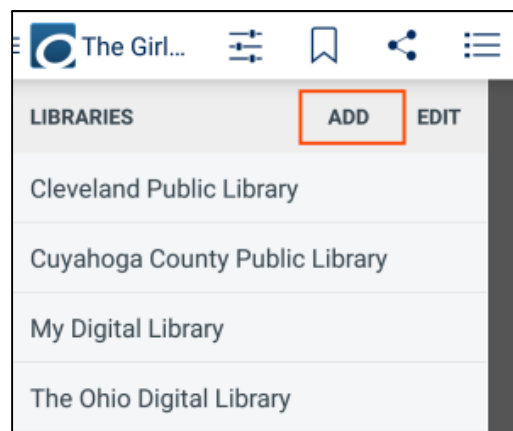 The Girl...
LIBRARIES ADD EDIT
Cleveland Public Library
Cuyahoga County Public Library
My Digital Library
The Ohio Digital Library